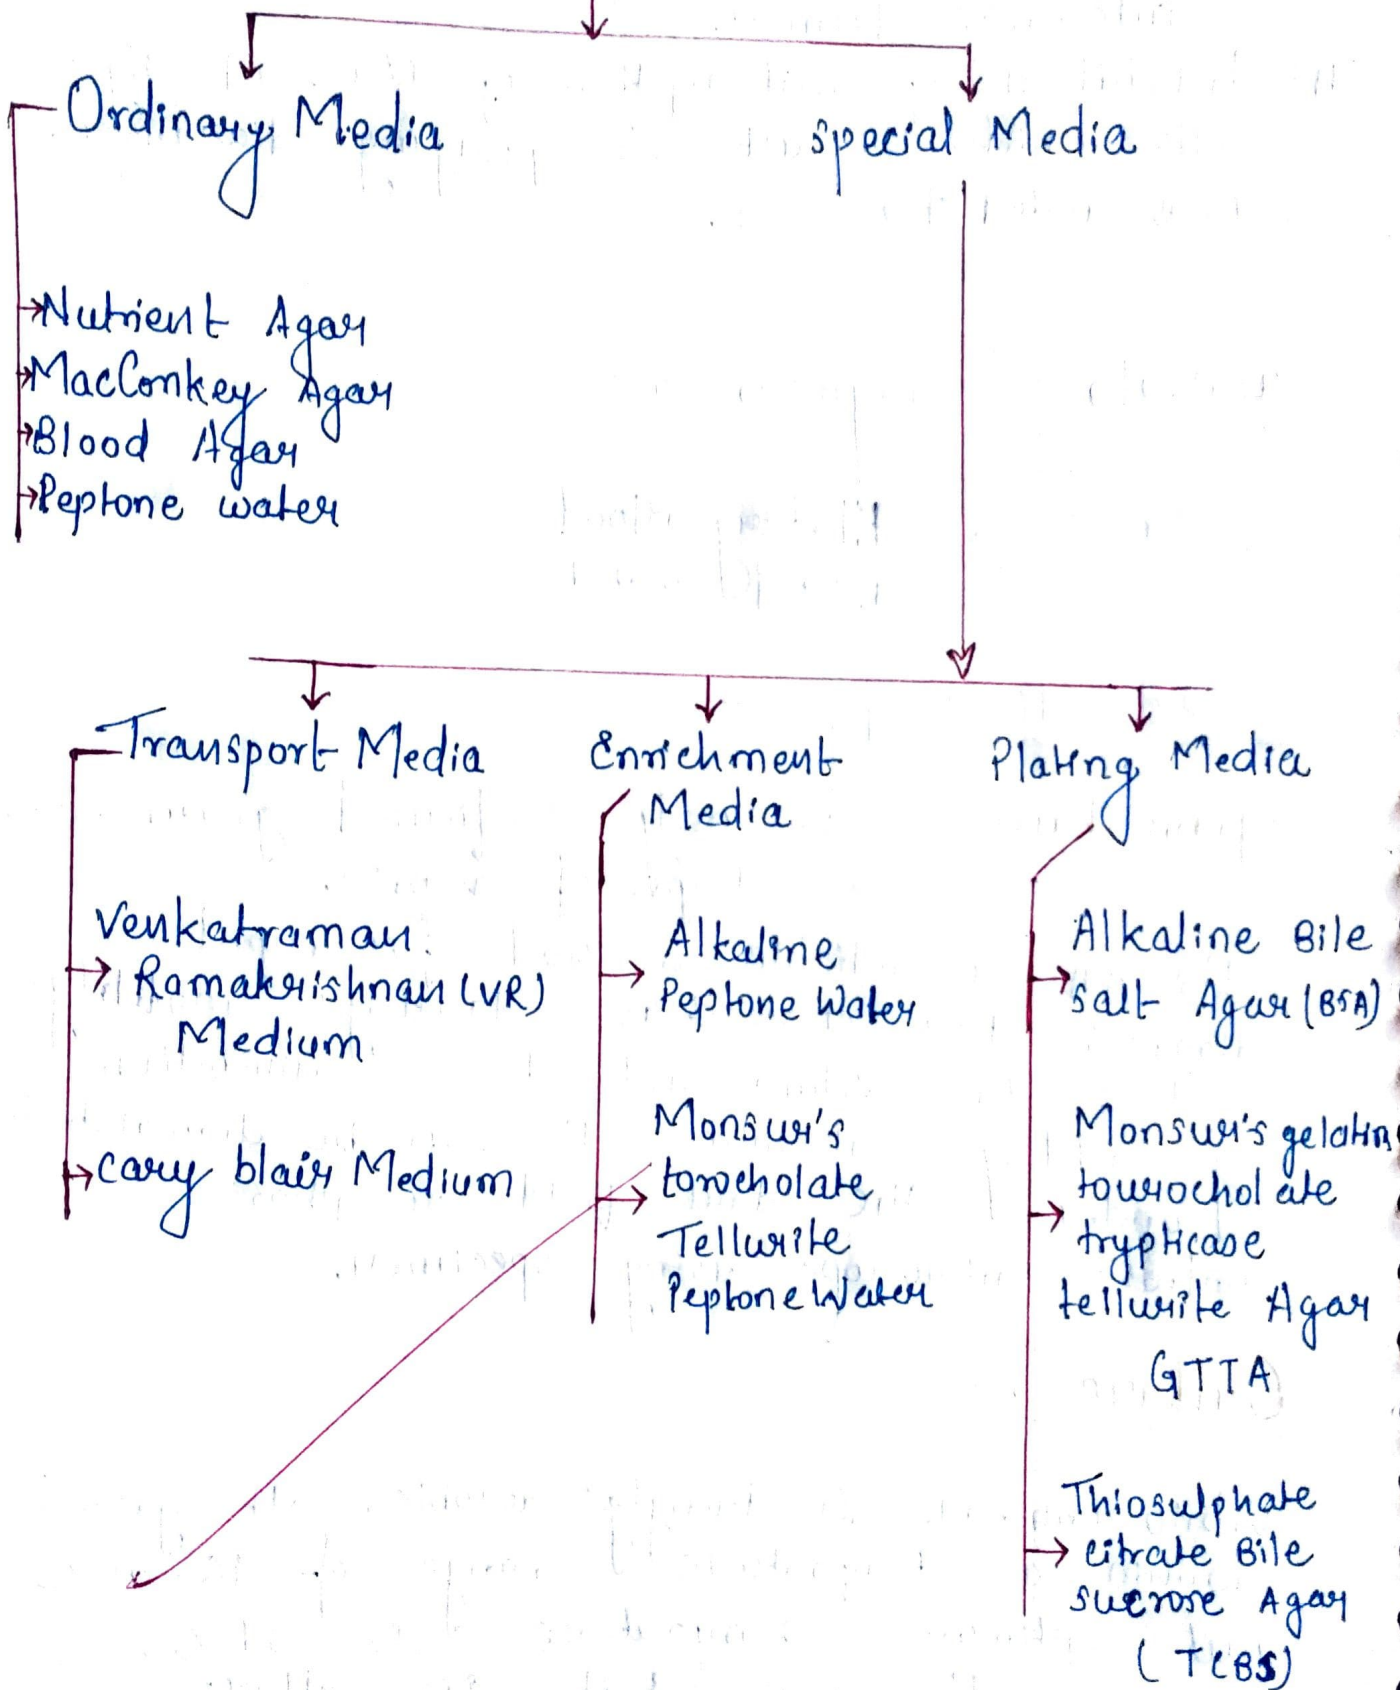 Ordinary Media
special Media
Nutrient Agar
MacConkey Agar
Blood Agar
Peptone water
Transport Media
Venkatraman
Ramakrishnan (VR)
Medium
cary blair Medium
Enrichment
Media
Alkaline
Peptone Water
Monsur's
torocholate
Tellurite
Peptone Water
Plating Media
Alkaline Bile
salt Agar (BSA)
Monsur's gelatin
tourocholate
trypticase
tellurite Agar
GTTA
Thiosulphate
citrate Bile
sucrose Agar
(TCBS)